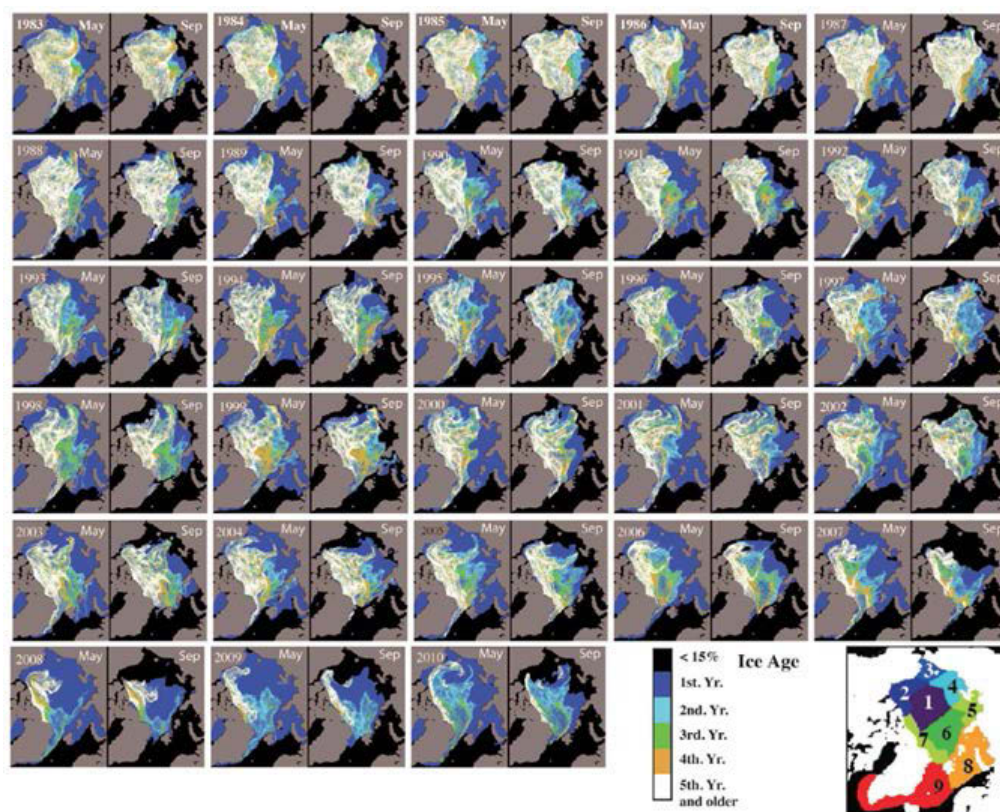 1983 May Sep 1984 May Sep 1985 May Sep 1986 May Sep 1987 May Sep
1988 May Sep 1989 May Sep 1990 May Sep 1991 May Sep 1992 May Sep
1993 May Sep 1994 May Sep 1995 May Sep 1996 May Sep 1997 May Sep
1998 May Sep 1999 May Sep 2000 May Sep 2001 May Sep 2002 May Sep
2003 May Sep 2004 May Sep 2005 May Sep 2006 May Sep 2007 May Sep
2008 May Sep 2009 May Sep 2010 May Sep
< 15% Ice Age
1st. Yr.
2nd. Yr.
3rd. Yr.
4th. Yr.
5th. Yr.
and older
3
2 4
1 5
7 6
8
9